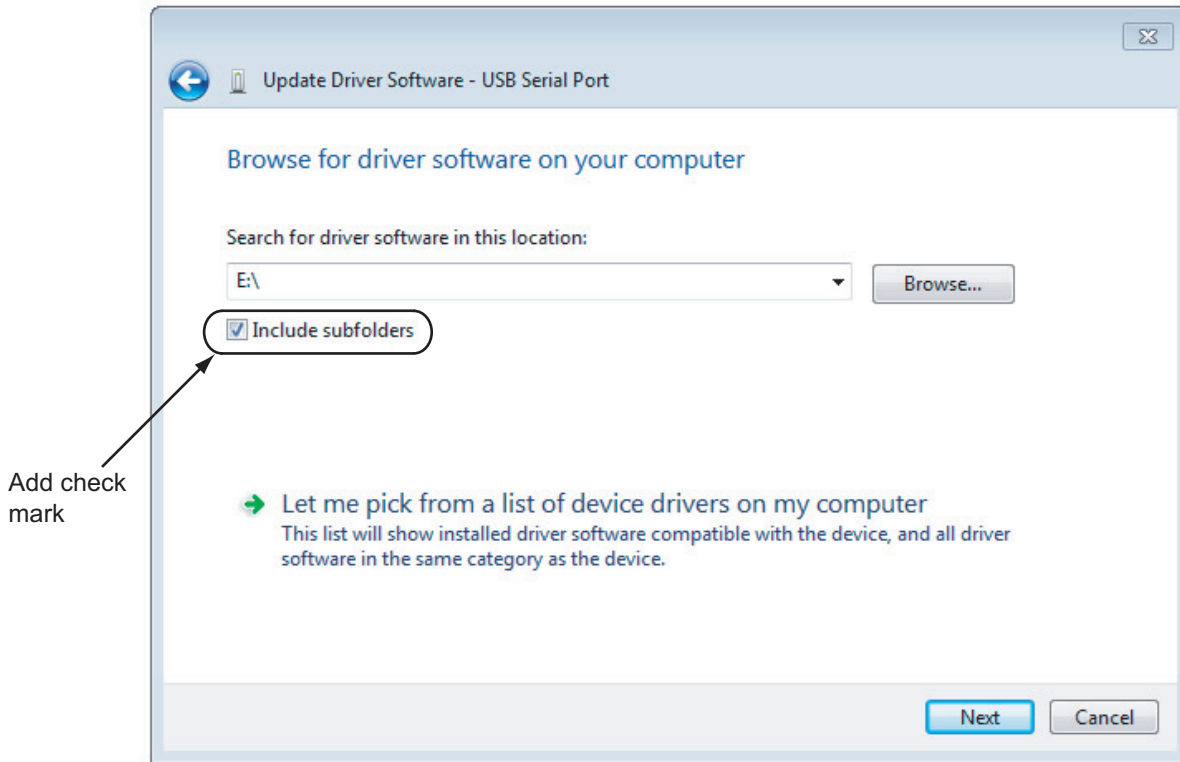 Update Driver Software - USB Serial Port
Browse for driver software on your computer
Search for driver software in this location:
E:\
Browse...
Include subfolders
Add check
mark
Let me pick from a list of device drivers on my computer
This list will show installed driver software compatible with the device, and all driver
software in the same category as the device.
Next
Cancel